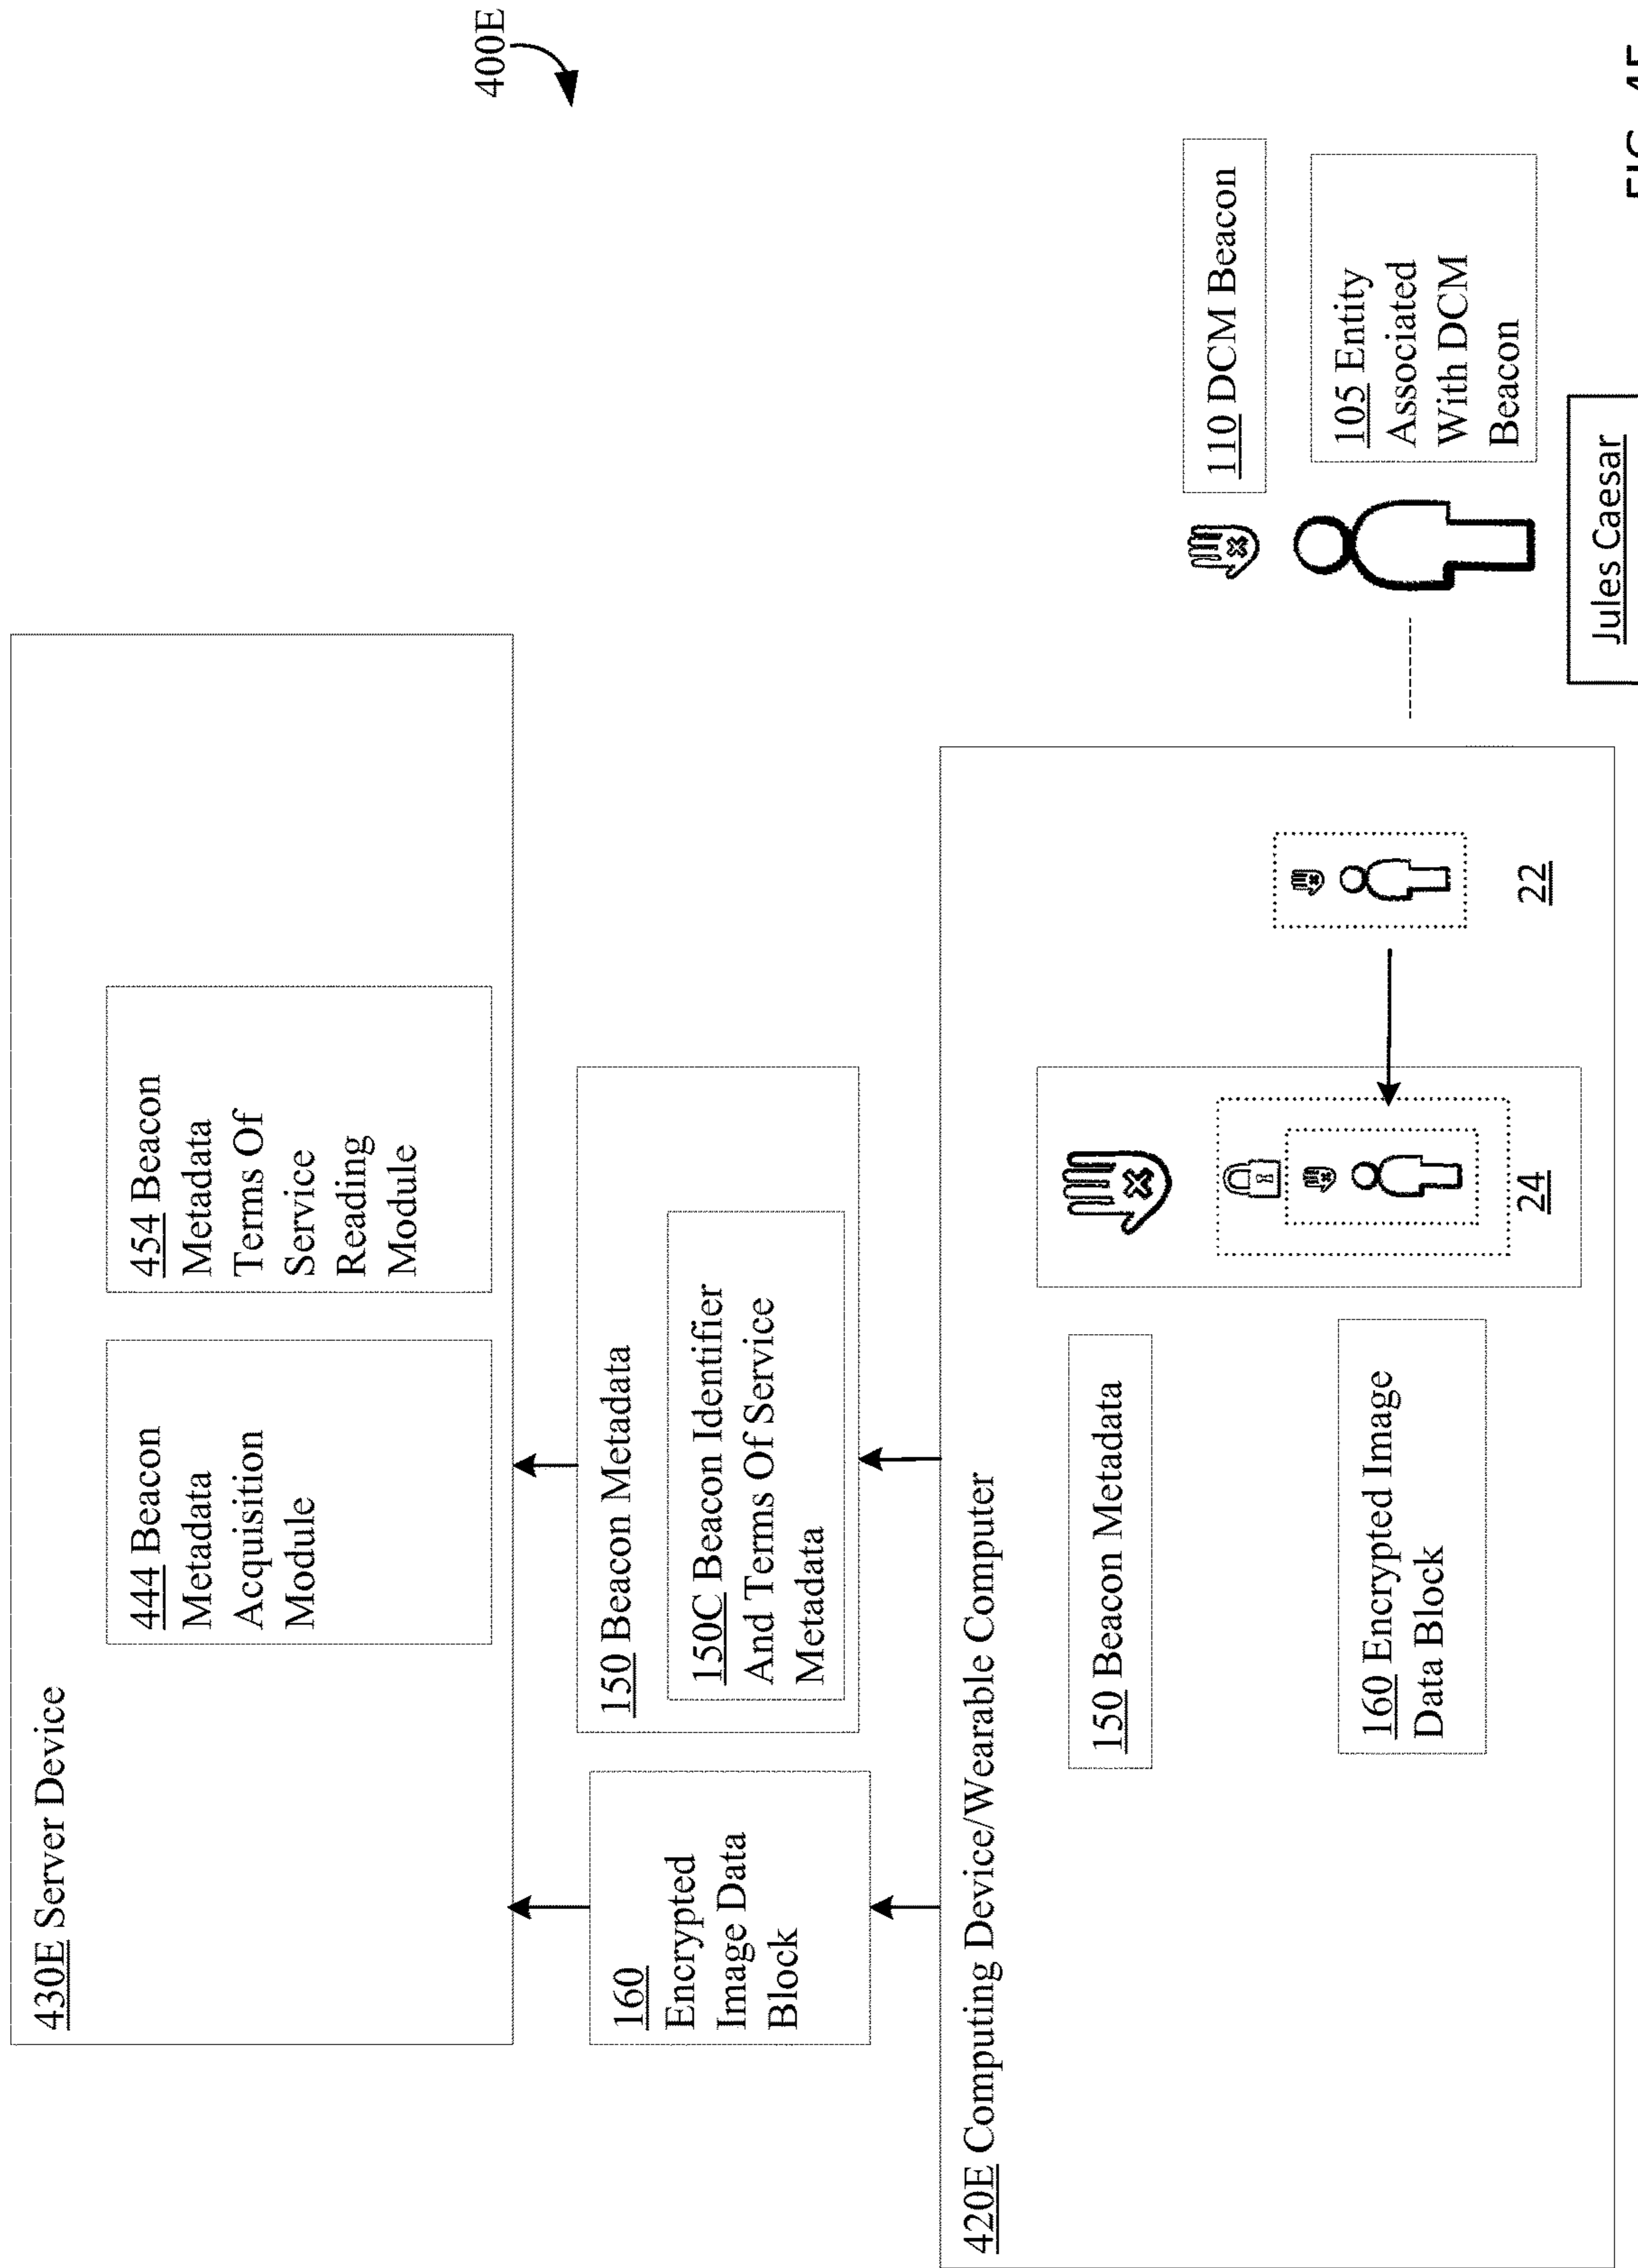 400E
430E Server Device
444 Beacon
Metadata
Acquisition
Module
454 Beacon
Metadata
Terms Of
Service
Reading
Module
160
Encrypted
Image Data
Block
150 Beacon Metadata
150C Beacon Identifier
And Terms Of Service
Metadata
420E Computing Device/Wearable Computer
150 Beacon Metadata
160 Encrypted Image
Data Block
24
22
110 DCM Beacon
105 Entity
Associated
With DCM
Beacon
Jules Caesar